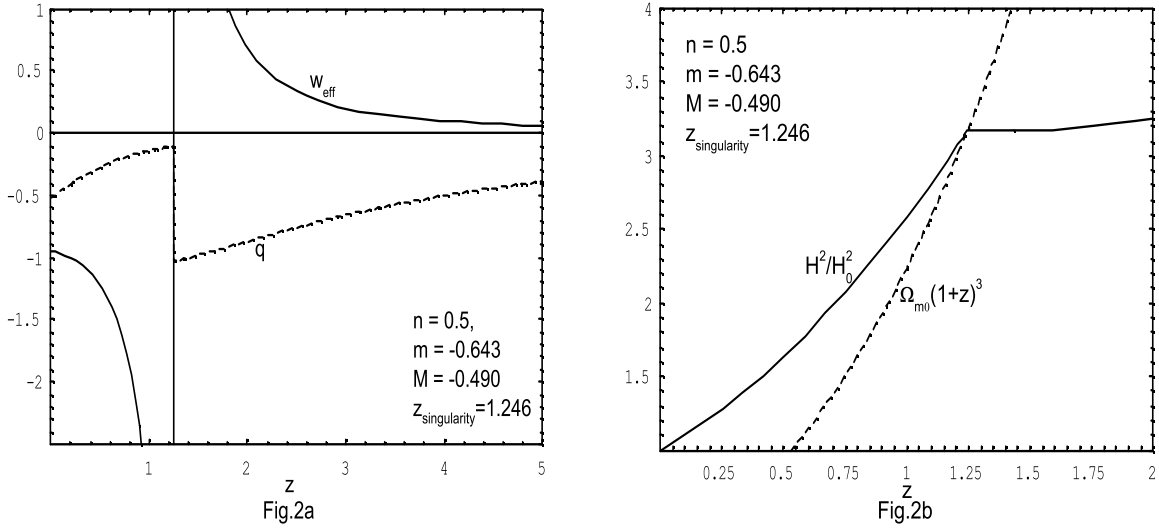 1
0.5
0
-0.5
-1
-1.5
-2
w_eff
q
n = 0.5,
m = -0.643
M = -0.490
z_singularity=1.246
1 2 3 4 5
z
Fig.2a
4
3.5
3
2.5
2
1.5
n = 0.5
m = -0.643
M = -0.490
z_singularity=1.246
H²/H₀²
Ω_m0(1+z)³
0.25 0.5 0.75 1 1.25 1.5 1.75 2
z
Fig.2b